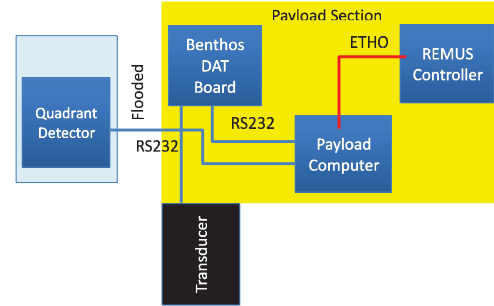 Payload Section
Benthos
DAT
Board
ETHO
REMUS
Controller
Flooded
Quadrant
Detector
RS232
RS232
Payload
Computer
Transducer